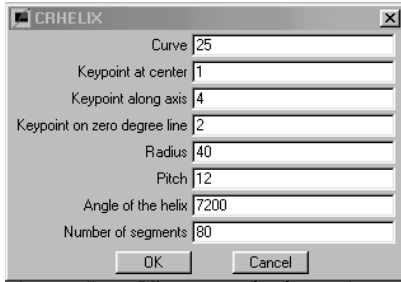 CRHELIX
Curve 25
Keypoint at center 1
Keypoint along axis 4
Keypoint on zero degree line 2
Radius 40
Pitch 12
Angle of the helix 7200
Number of segments 80
OK Cancel